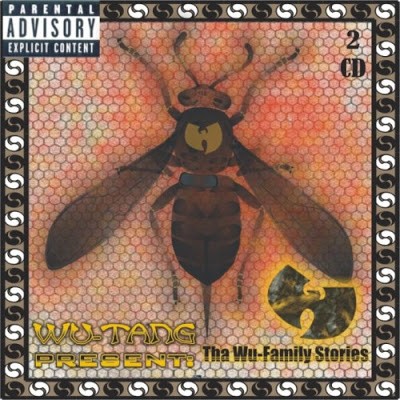 PARENTAL
ADVISORY
EXPLICIT CONTENT
2
CD
WU-TANG
PRESENT:
Tha Wu-Family Stories